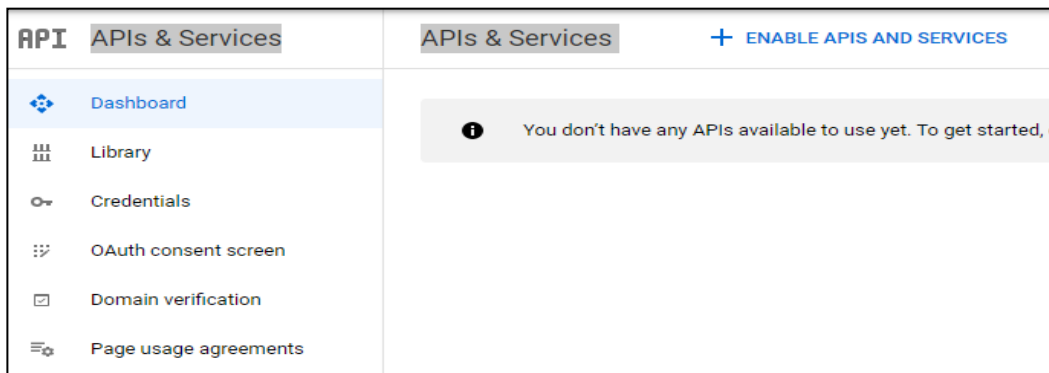 API APIs & Services
APIs & Services + ENABLE APIS AND SERVICES
Dashboard
Library
Credentials
OAuth consent screen
Domain verification
Page usage agreements
You don't have any APIs available to use yet. To get started,